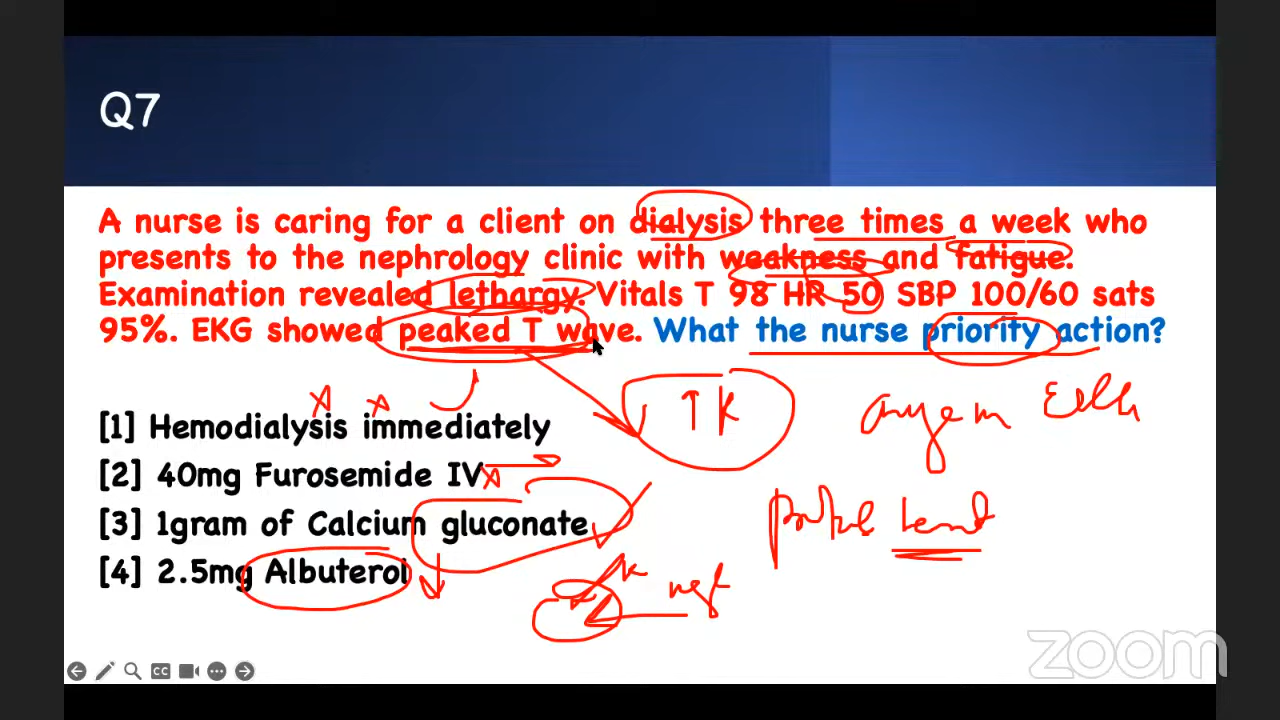 Q7
A nurse is caring for a client on dialysis three times a week who
presents to the nephrology clinic with weakness and fatigue.
Examination revealed lethargy. Vitals T 98 HR 50 SBP 100/60 sats
95%. EKG showed peaked T wave. What the nurse priority action?
↑ K
[1] Hemodialysis immediately
[2] 40mg Furosemide IV
[3] 1gram of Calcium gluconate
[4] 2.5mg Albuterol
CC
zoom